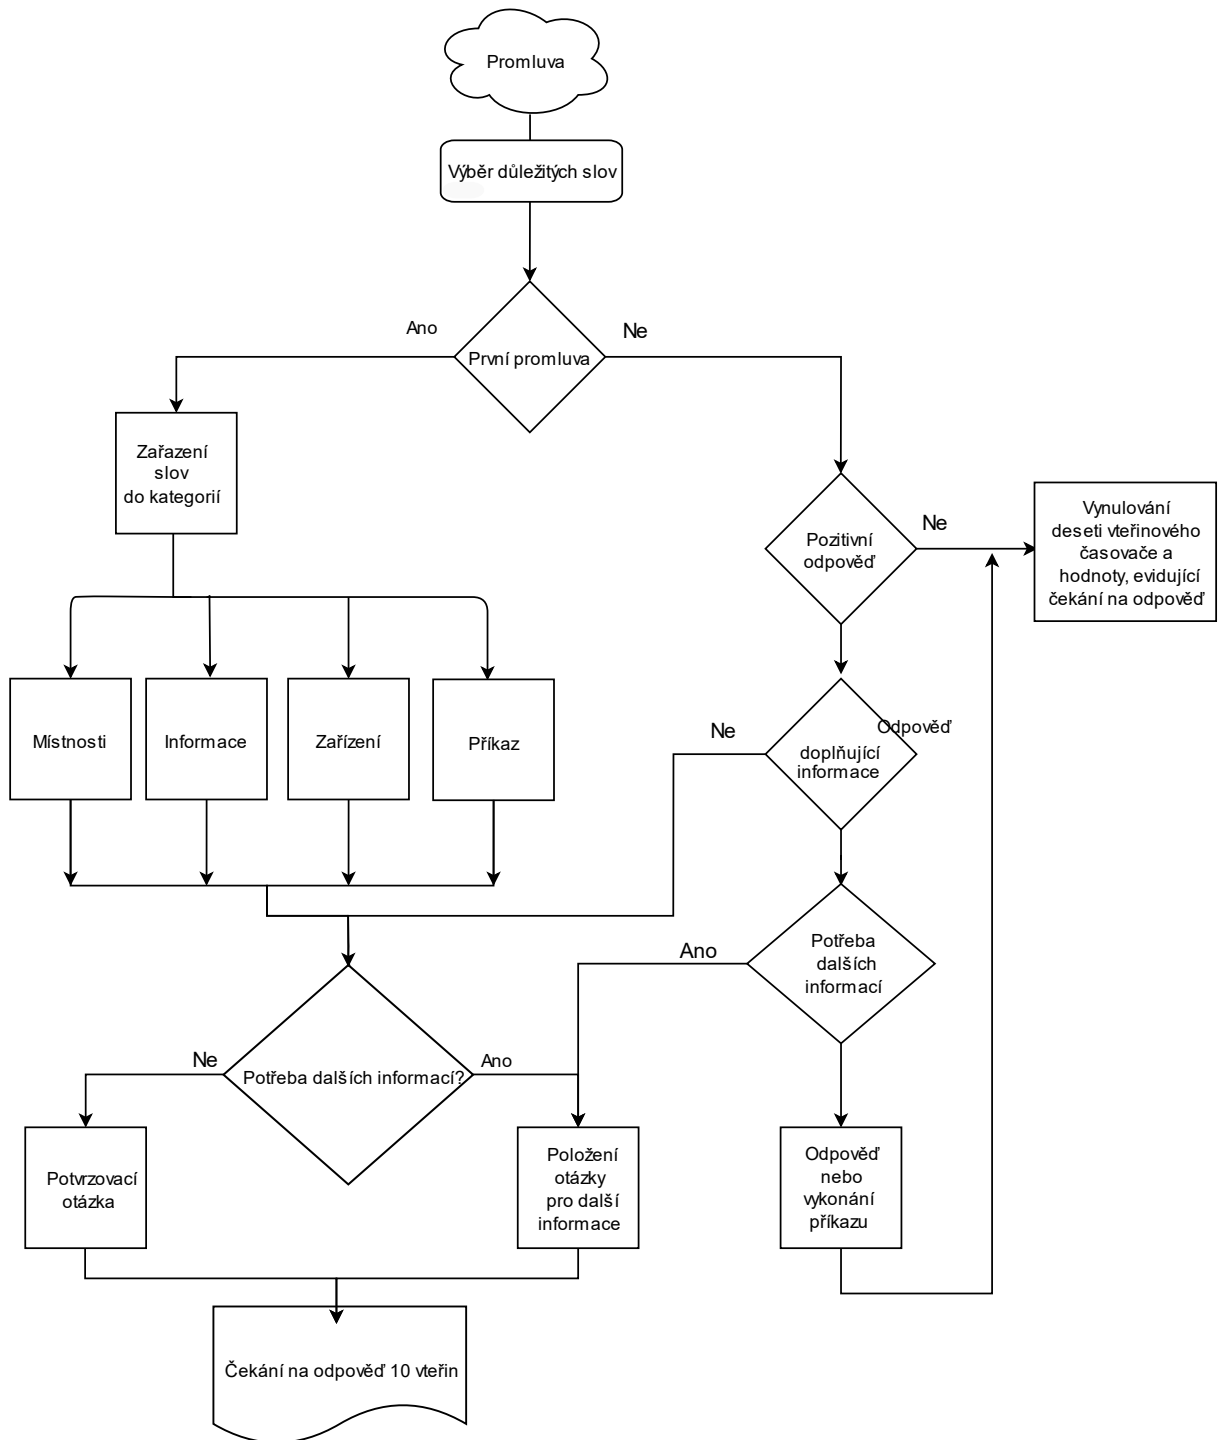 Promluva
Výběr důležitých slov
Ano
Ne
První promluva
Zařazení
slov
do kategorií
Pozitivní
odpověď
Ne
Vynulování
deseti vteřinového
časovače a
hodnoty, evidující
čekání na odpověď
Místnosti
Informace
Zařízení
Příkaz
Ne
Odpověď
doplňující
informace
Ano
Potřeba
dalších
informací
Ne
Potřeba dalších informací?
Ano
Potvrzovací
otázka
Položení
otázky
pro další
informace
Odpověď
nebo
vykonání
příkazu
Čekání na odpověď 10 vteřin